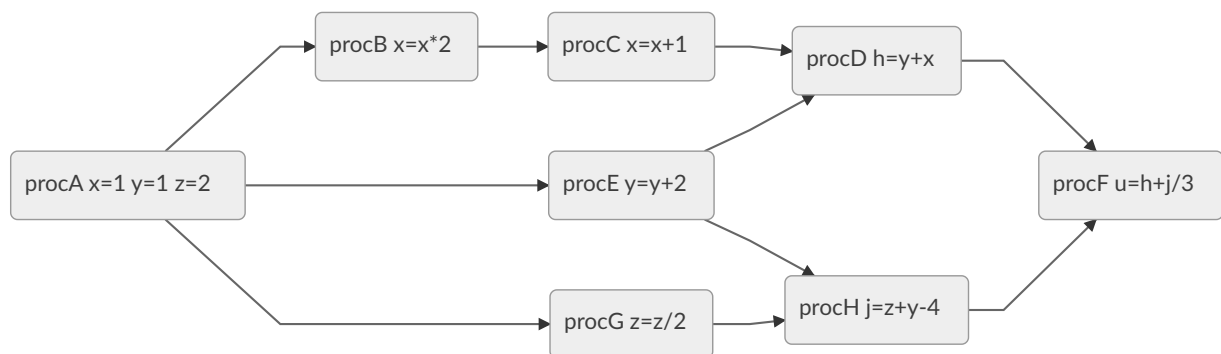 procB x=x*2
procC x=x+1
procD h=y+x
procA x=1 y=1 z=2
procE y=y+2
procF u=h+j/3
procG z=z/2
procH j=z+y-4